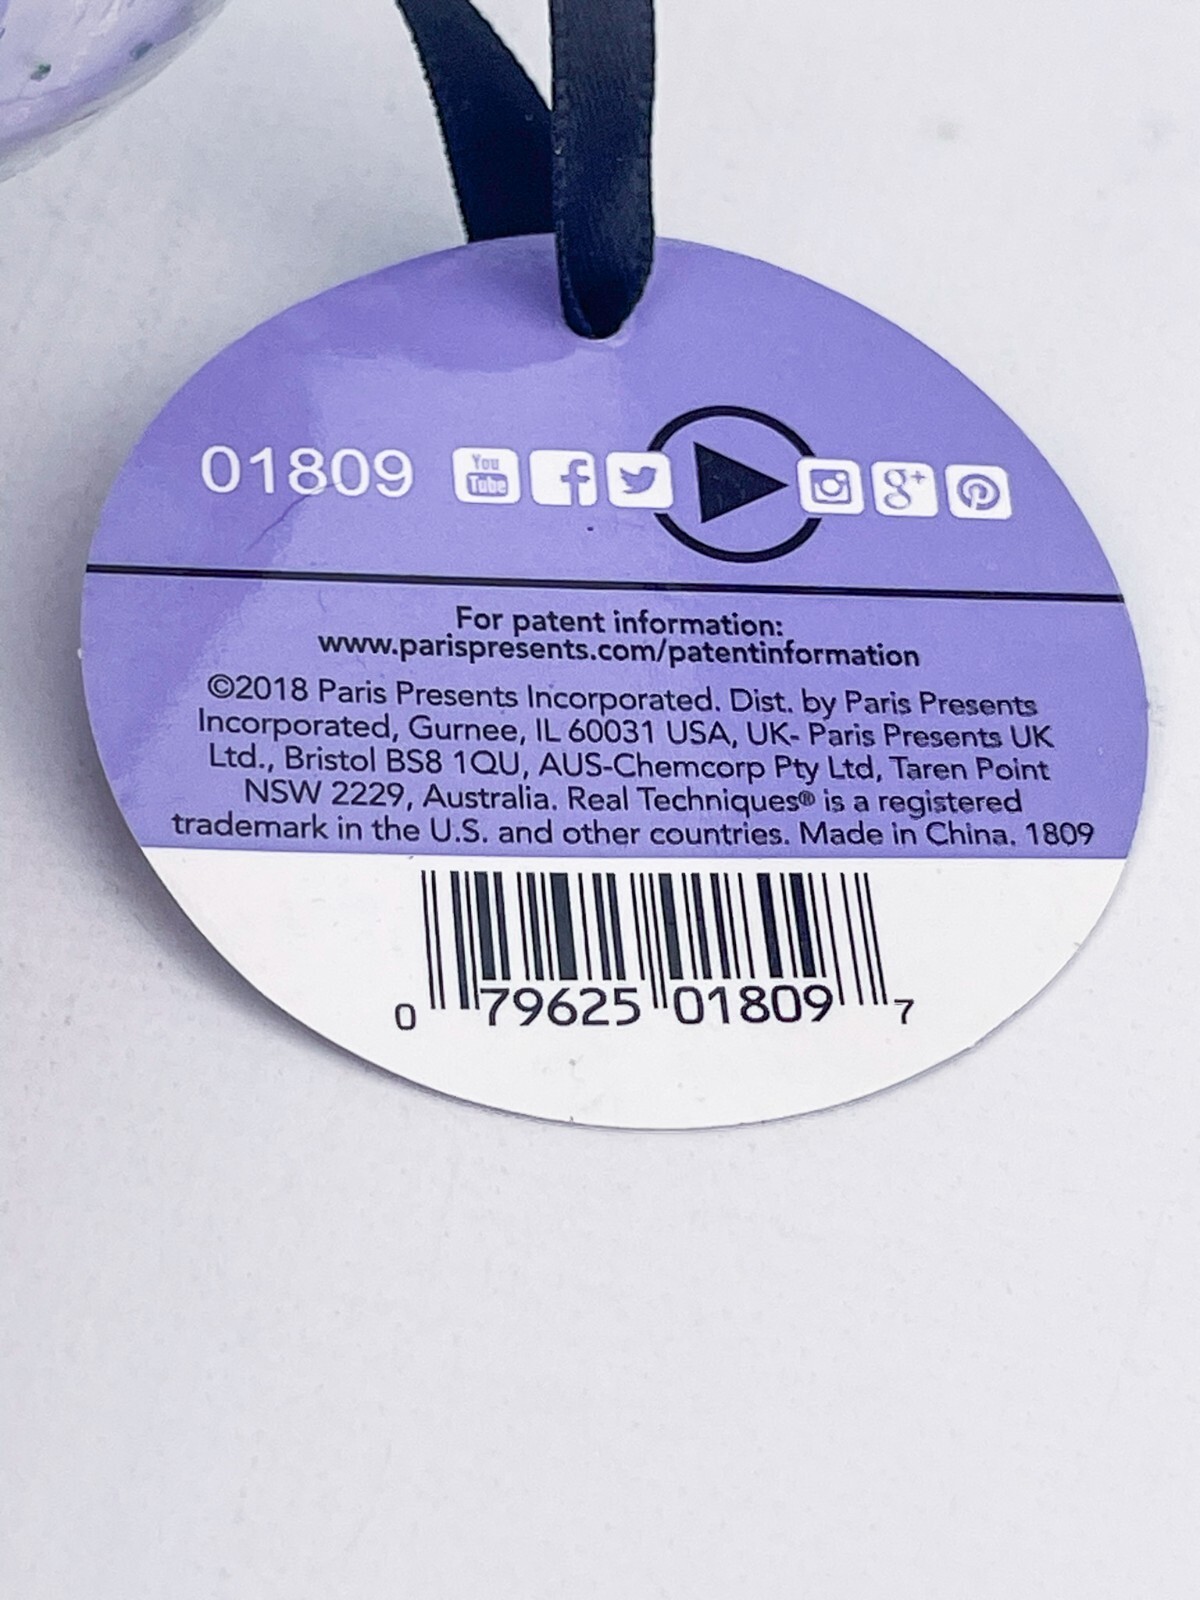 01809 You Tube f g+
For patent information:
www.parispresents.com/patentinformation
©2018 Paris Presents Incorporated. Dist. by Paris Presents
Incorporated, Gurnee, IL 60031 USA, UK- Paris Presents UK
Ltd., Bristol BS8 1QU, AUS-Chemcorp Pty Ltd, Taren Point
NSW 2229, Australia. Real Techniques® is a registered
trademark in the U.S. and other countries. Made in China. 1809
0 79625 01809 7